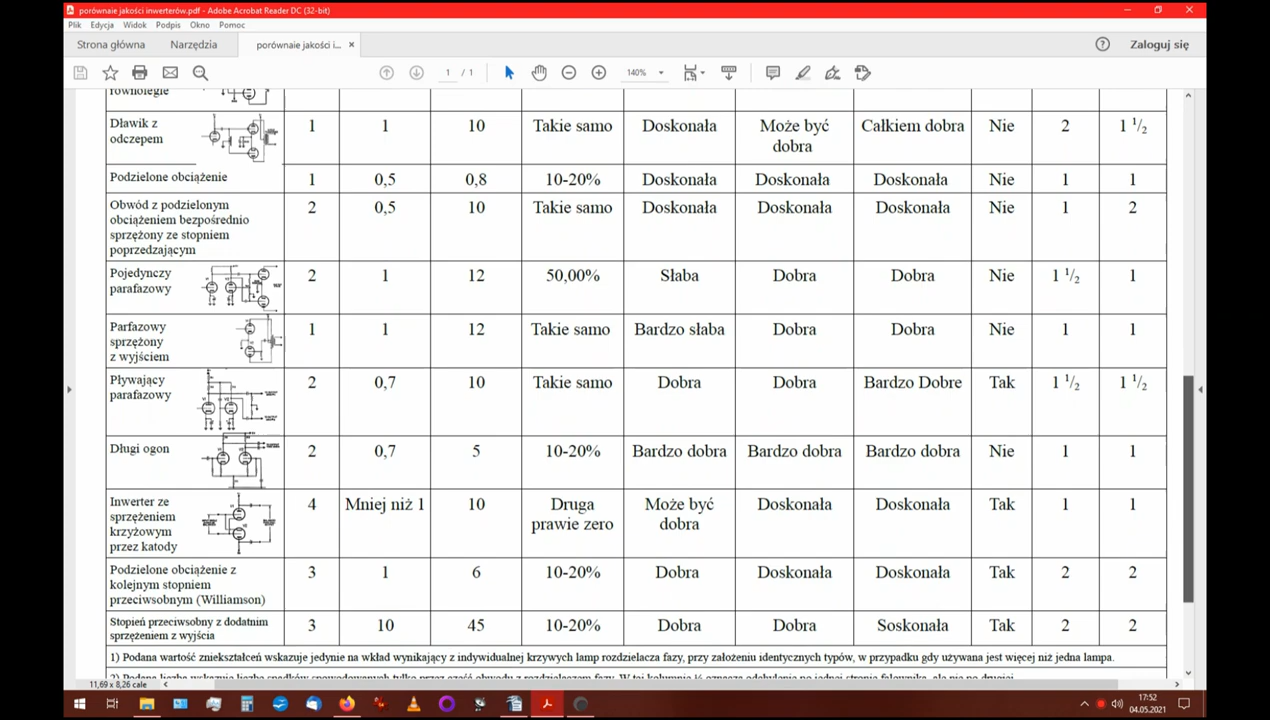 porównaie jakości inwerterów.pdf - Adobe Acrobat Reader DC (32-bit)
Plik Edycja Widok Podpis Okno Pomoc
Strona główna Narzędzia porównaie jakości i... × Zaloguj się
1 / 1 140%
równoległe
Dławik z odczepem 1 1 10 Takie samo Doskonała Może być dobra Całkiem dobra Nie 2 1 1/2
Podzielone obciążenie 1 0,5 0,8 10-20% Doskonała Doskonała Doskonała Nie 1 1
Obwód z podzielonym obciążeniem bezpośrednio sprzężony ze stopniem poprzedzającym 2 0,5 10 Takie samo Doskonała Doskonała Doskonała Nie 1 2
Pojedynczy parafazowy 2 1 12 50,00% Słaba Dobra Dobra Nie 1 1/2 1
Parfazowy sprzężony z wyjściem 1 1 12 Takie samo Bardzo słaba Dobra Dobra Nie 1 1
Pływający parafazowy 2 0,7 10 Takie samo Dobra Dobra Bardzo Dobre Tak 1 1/2 1 1/2
Długi ogon 2 0,7 5 10-20% Bardzo dobra Bardzo dobra Bardzo dobra Nie 1 1
Inwerter ze sprzężeniem krzyżowym przez katody 4 Mniej niż 1 10 Druga prawie zero Może być dobra Doskonała Doskonała Tak 1 1
Podzielone obciążenie z kolejnym stopniem przeciwsobnym (Williamson) 3 1 6 10-20% Dobra Doskonała Doskonała Tak 2 2
Stopień przeciwsobny z dodatnim sprzężeniem z wyjścia 3 10 45 10-20% Dobra Dobra Soskonała Tak 2 2
1) Podana wartość zniekształceń wskazuje jedynie na wkład wynikający z indywidualnej krzywych lamp rozdzielacza fazy, przy założeniu identycznych typów, w przypadku gdy używana jest więcej niż jedna lampa.
11,69 x 8,26 cale
17:52
04.05.2021